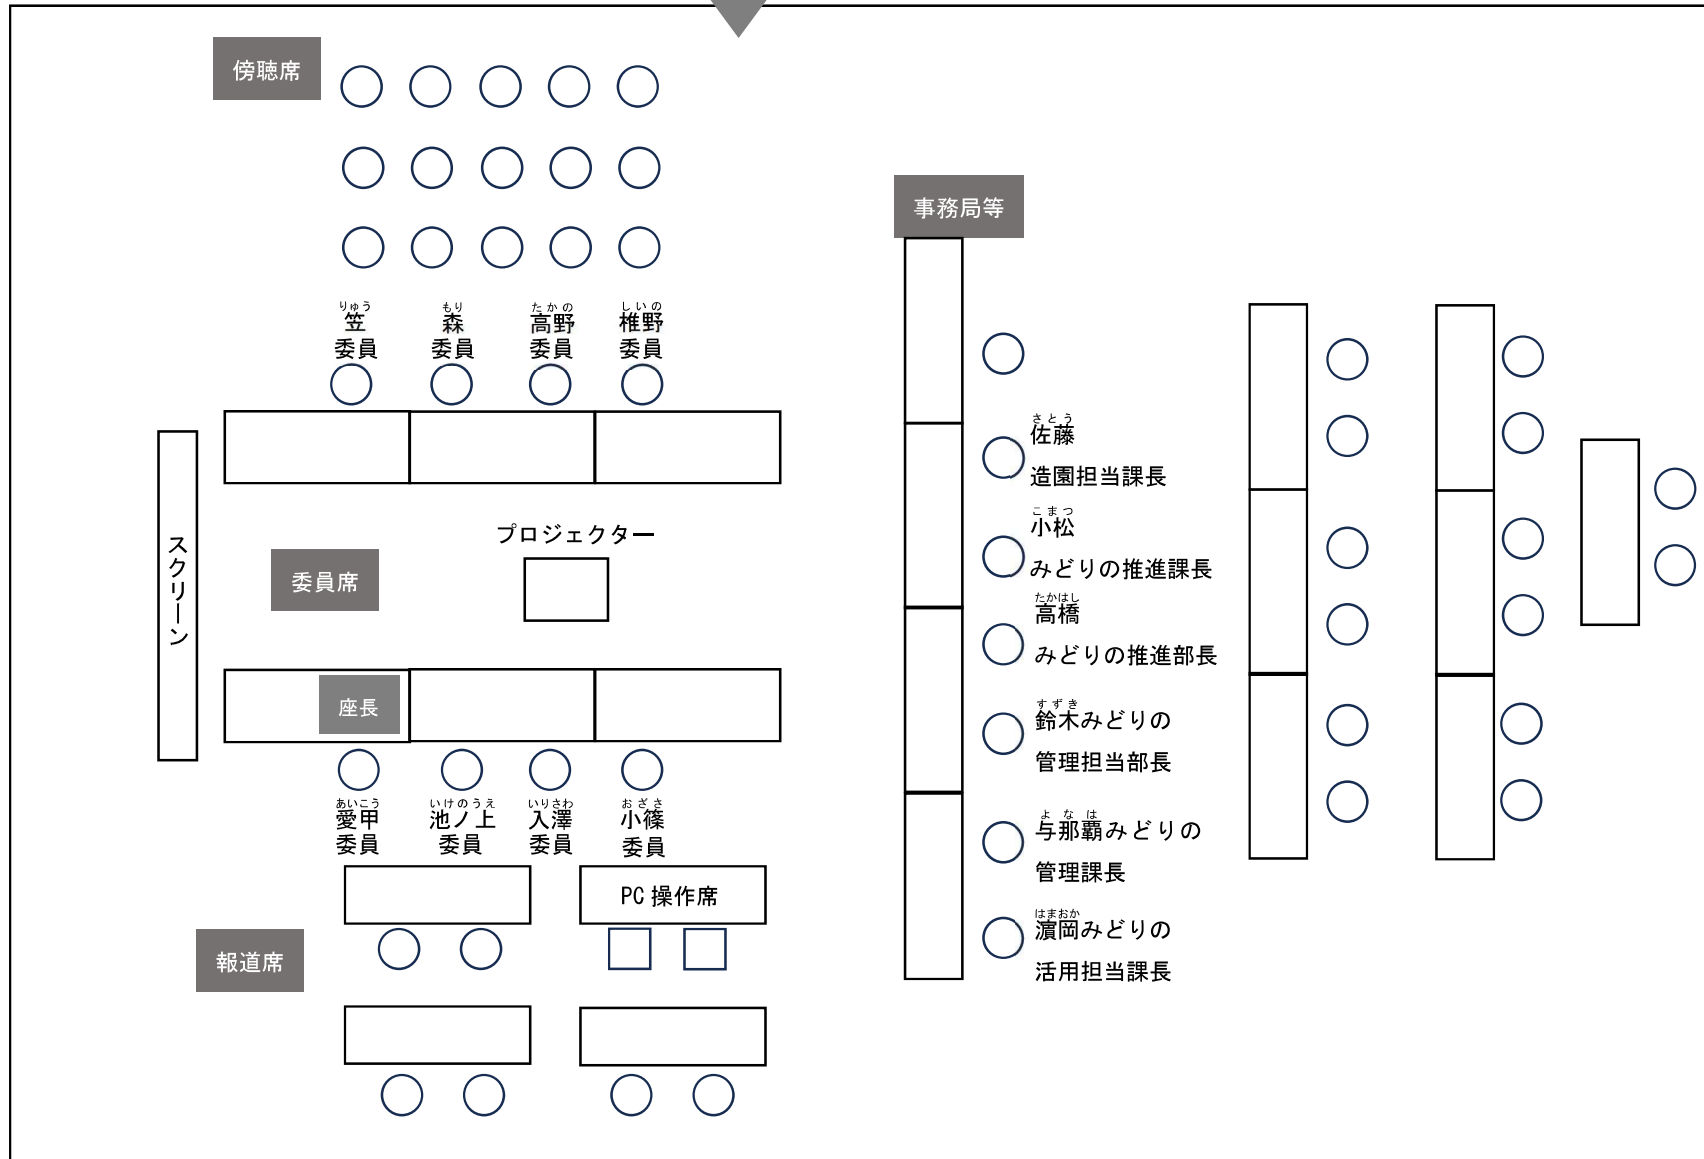 傍聴席
事務局等
りゅう
笠
委員
もり
森
委員
たかの
高野
委員
しいの
椎野
委員
スクリーン
プロジェクター
委員席
座長
あいこう
愛甲
委員
いけのうえ
池ノ上
委員
いりさわ
入澤
委員
おざさ
小篠
委員
PC 操作席
報道席
さとう
佐藤
造園担当課長
こまつ
小松
みどりの推進課長
たかはし
高橋
みどりの推進部長
すずき
鈴木みどりの
管理担当部長
よなは
与那覇みどりの
管理課長
はまおか
濵岡みどりの
活用担当課長